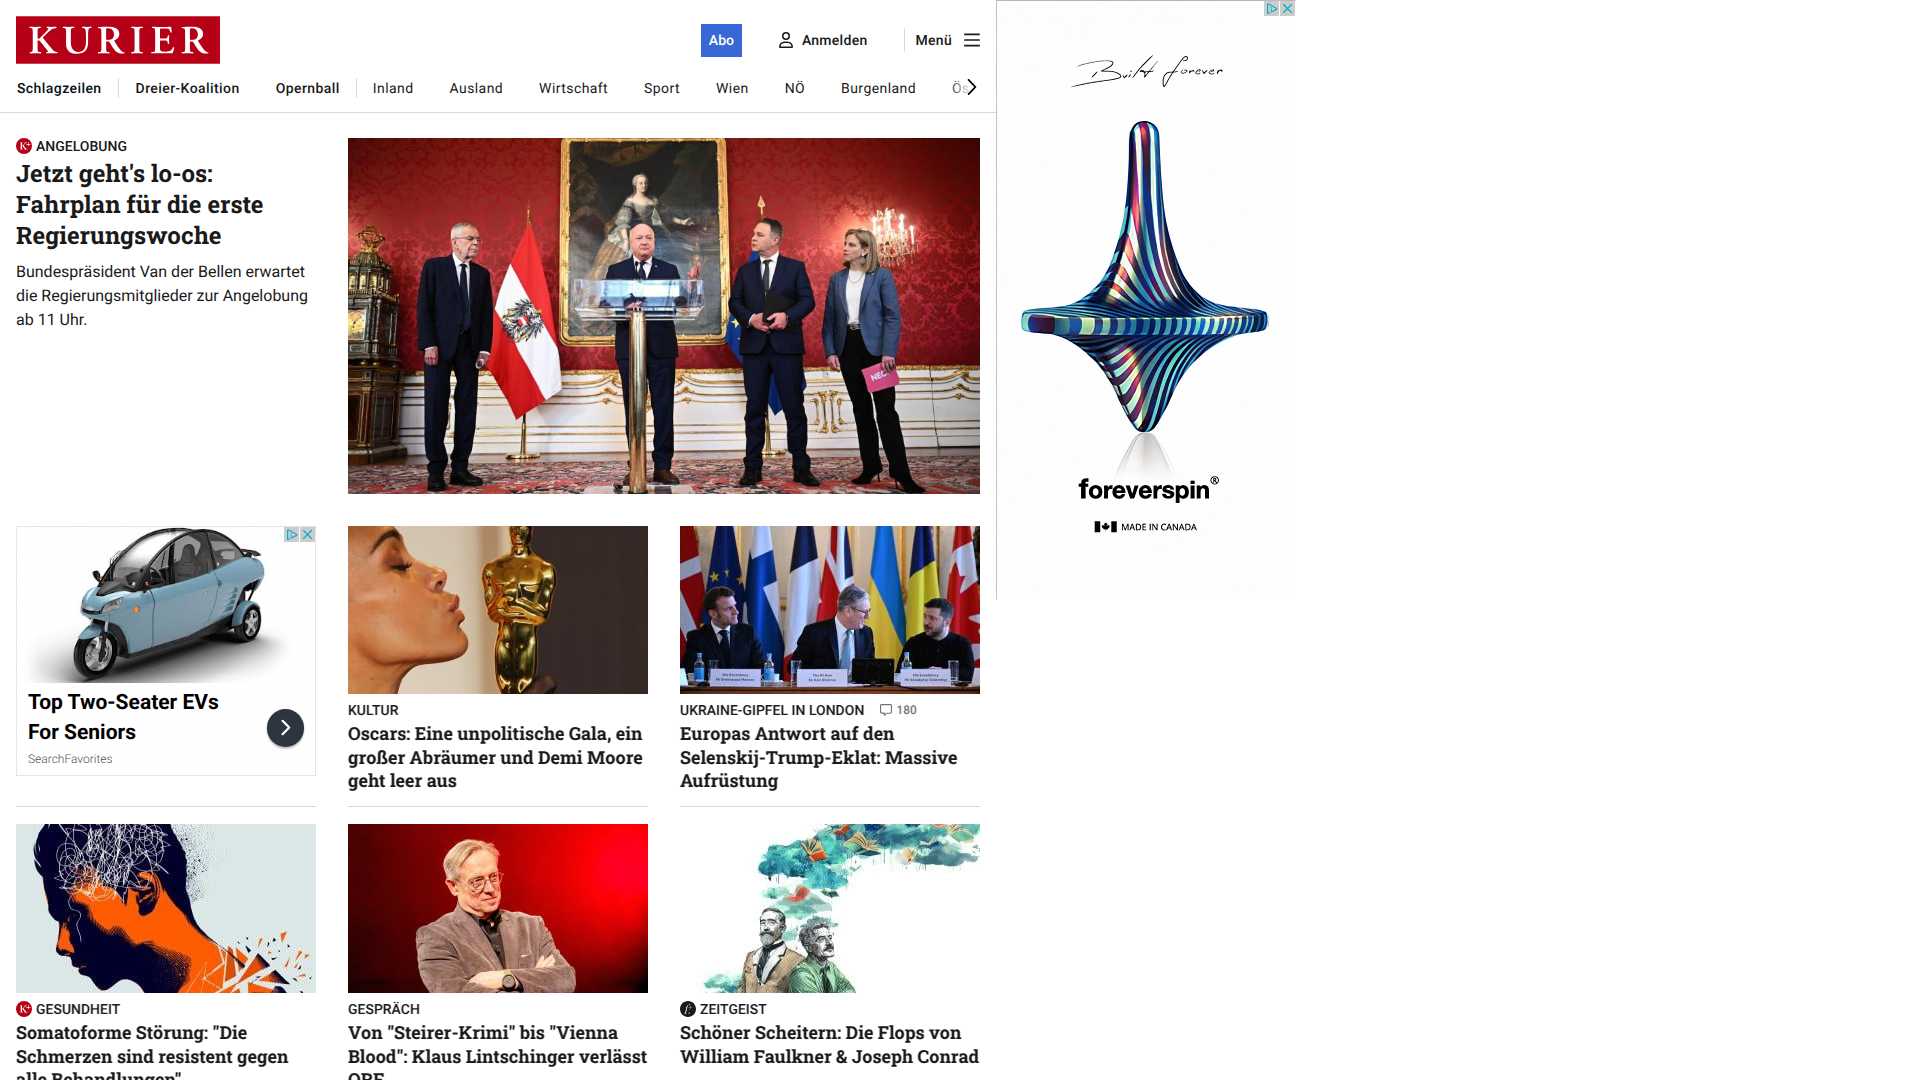 KURIER
Abo
Anmelden
Menü
Schlagzeilen
Dreier-Koalition
Opernball
Inland
Ausland
Wirtschaft
Sport
Wien
NÖ
Burgenland
K+ ANGELOBUNG
Jetzt geht's lo-os:
Fahrplan für die erste
Regierungswoche
Bundespräsident Van der Bellen erwartet
die Regierungsmitglieder zur Angelobung
ab 11 Uhr.
Built forever
foreverspin®
MADE IN CANADA
Top Two-Seater EVs
For Seniors
SearchFavorites
KULTUR
Oscars: Eine unpolitische Gala, ein
großer Abräumer und Demi Moore
geht leer aus
UKRAINE-GIPFEL IN LONDON 180
Europas Antwort auf den
Selenskij-Trump-Eklat: Massive
Aufrüstung
K+ GESUNDHEIT
Somatoforme Störung: "Die
Schmerzen sind resistent gegen
alle Behandlungen"
GESPRÄCH
Von "Steirer-Krimi" bis "Vienna
Blood": Klaus Lintschinger verlässt
ORF
ZEITGEIST
Schöner Scheitern: Die Flops von
William Faulkner & Joseph Conrad